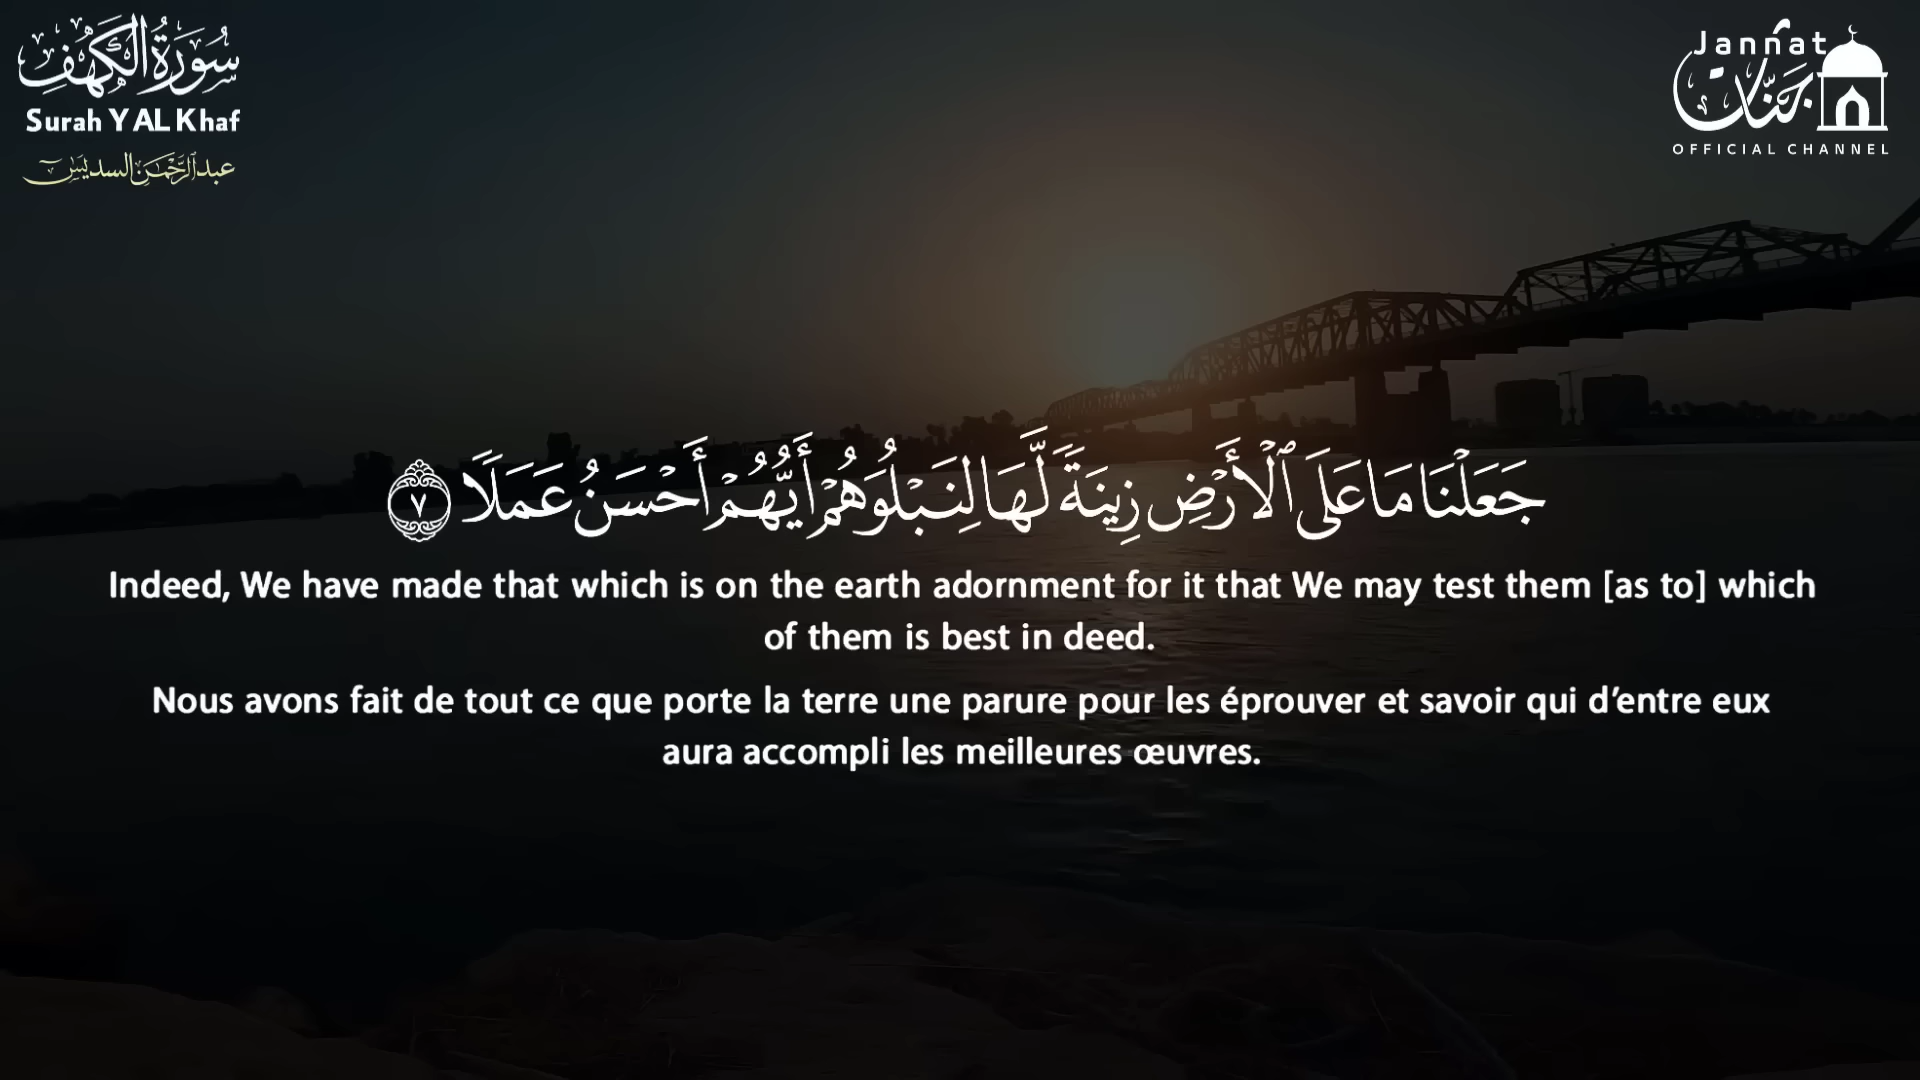 سُورَةُ الكَهْفِ
Surah Y AL Khaf
عبد الرَّحْمَٰن السديس
Jannat
جَنَّات
OFFICIAL CHANNEL
جَعَلْنَا مَا عَلَى ٱلْأَرْضِ زِينَةً لَّهَا لِنَبْلُوَهُمْ أَيُّهُمْ أَحْسَنُ عَمَلًا ٧
Indeed, We have made that which is on the earth adornment for it that We may test them [as to] which
of them is best in deed.
Nous avons fait de tout ce que porte la terre une parure pour les éprouver et savoir qui d’entre eux
aura accompli les meilleures œuvres.